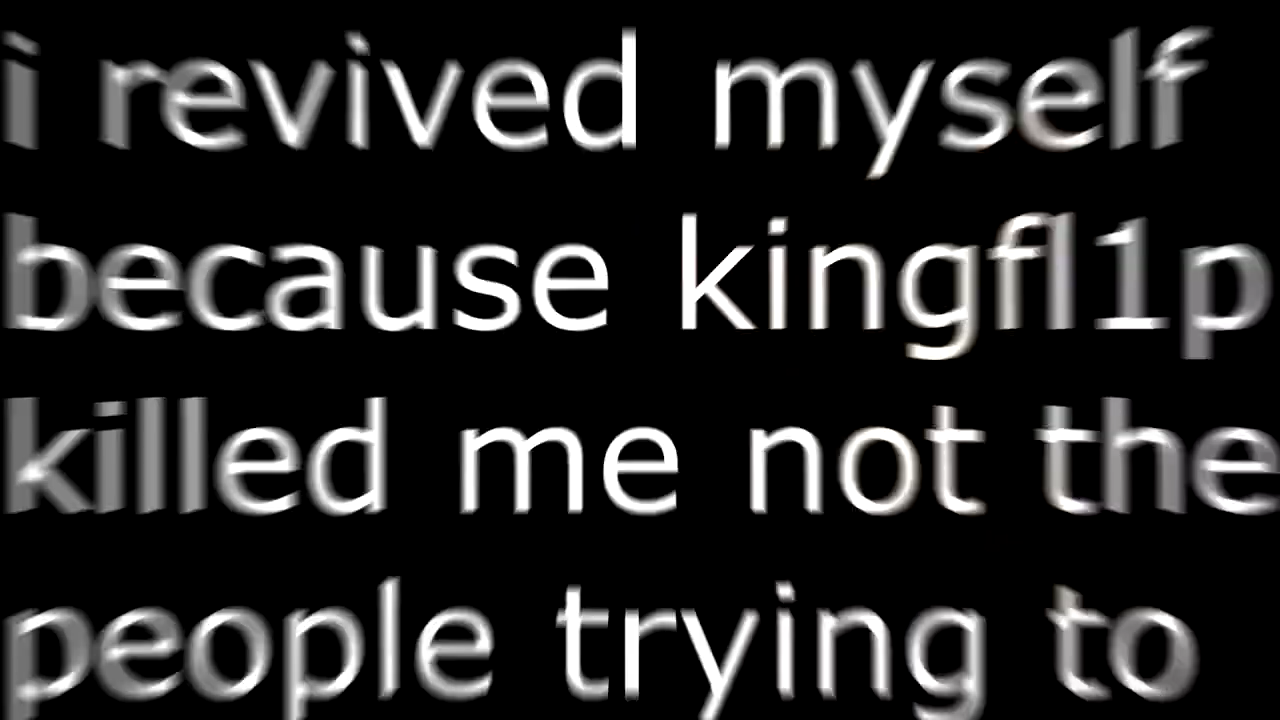 i revived myself
because kingfl1p
killed me not the
people trying to